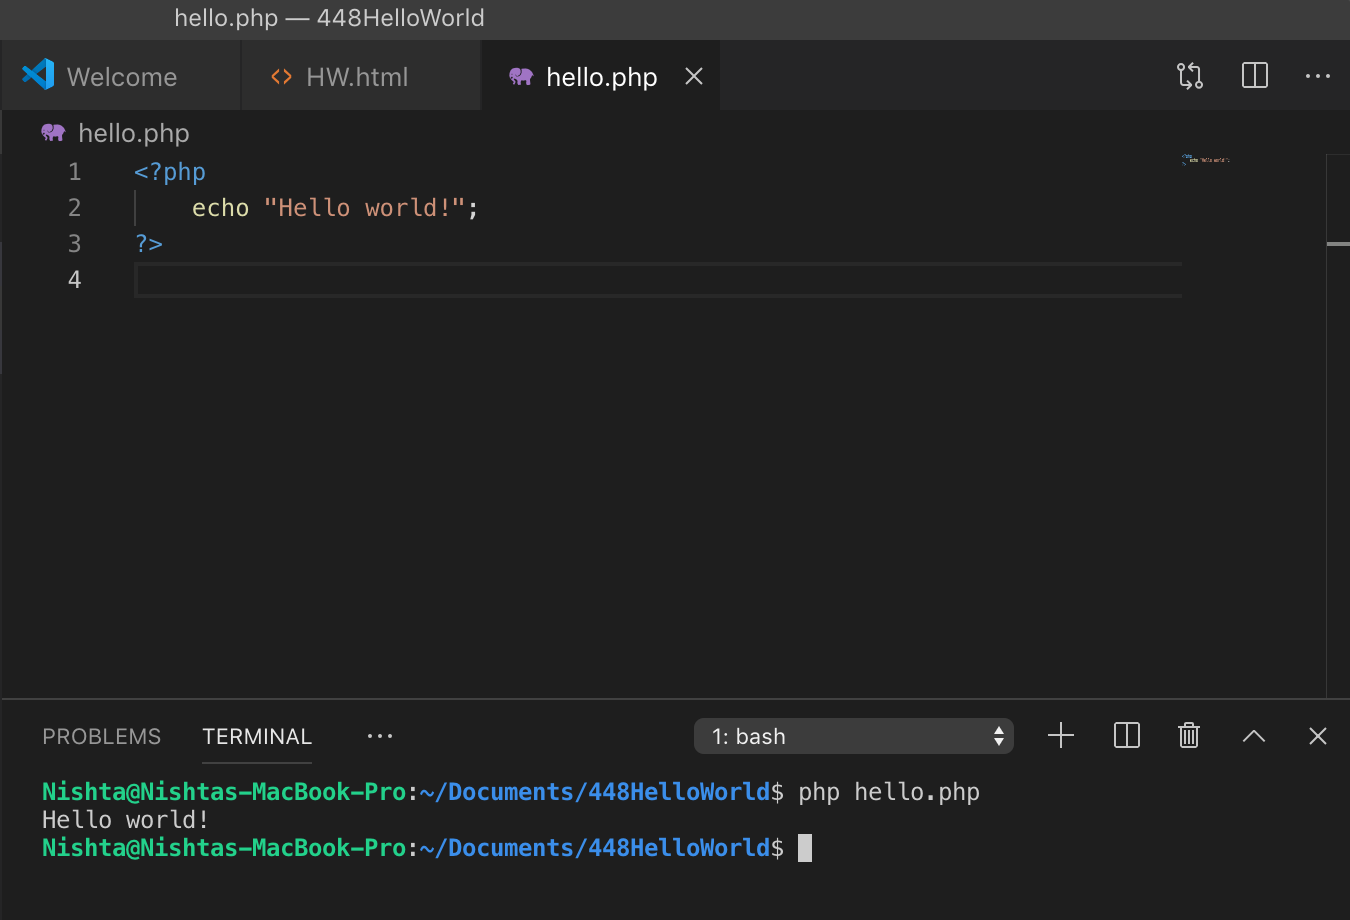 hello.php — 448HelloWorld
Welcome
HW.html
hello.php
hello.php
1 <?php
2 echo "Hello world!";
3 ?>
4
PROBLEMS TERMINAL ··· 1: bash
Nishta@Nishtas-MacBook-Pro:~/Documents/448HelloWorld$ php hello.php
Hello world!
Nishta@Nishtas-MacBook-Pro:~/Documents/448HelloWorld$